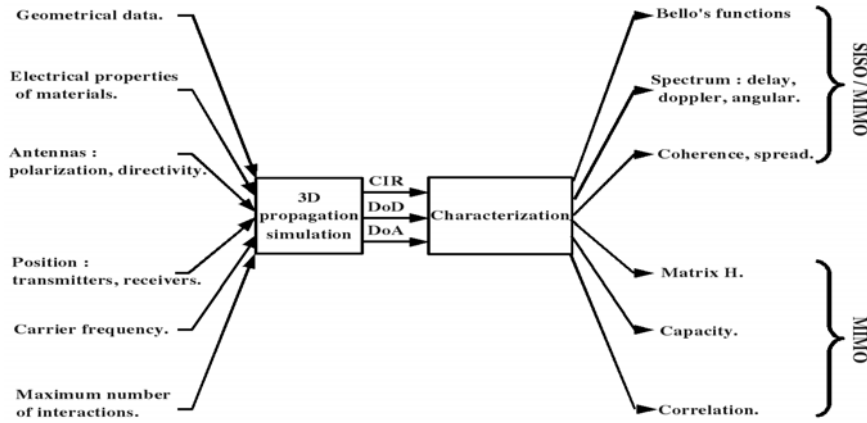 Geometrical data.
Electrical properties
of materials.
Antennas :
polarization, directivity.
Position :
transmitters, receivers.
Carrier frequency.
Maximum number
of interactions.
3D
propagation
simulation
CIR
DoD
DoA
Characterization
Bello's functions
Spectrum : delay,
doppler, angular.
Coherence, spread.
SISO / MIMO
Matrix H.
Capacity.
Correlation.
MIMO